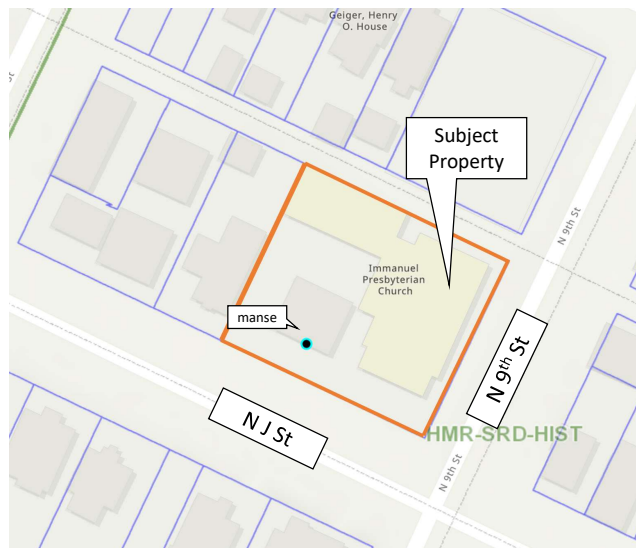 Geiger, Henry
O. House
Subject
Property
N 9th St
Immanuel
Presbyterian
Church
manse
N 9th St
N J St
HMR-SRD-HIST
N 9th St